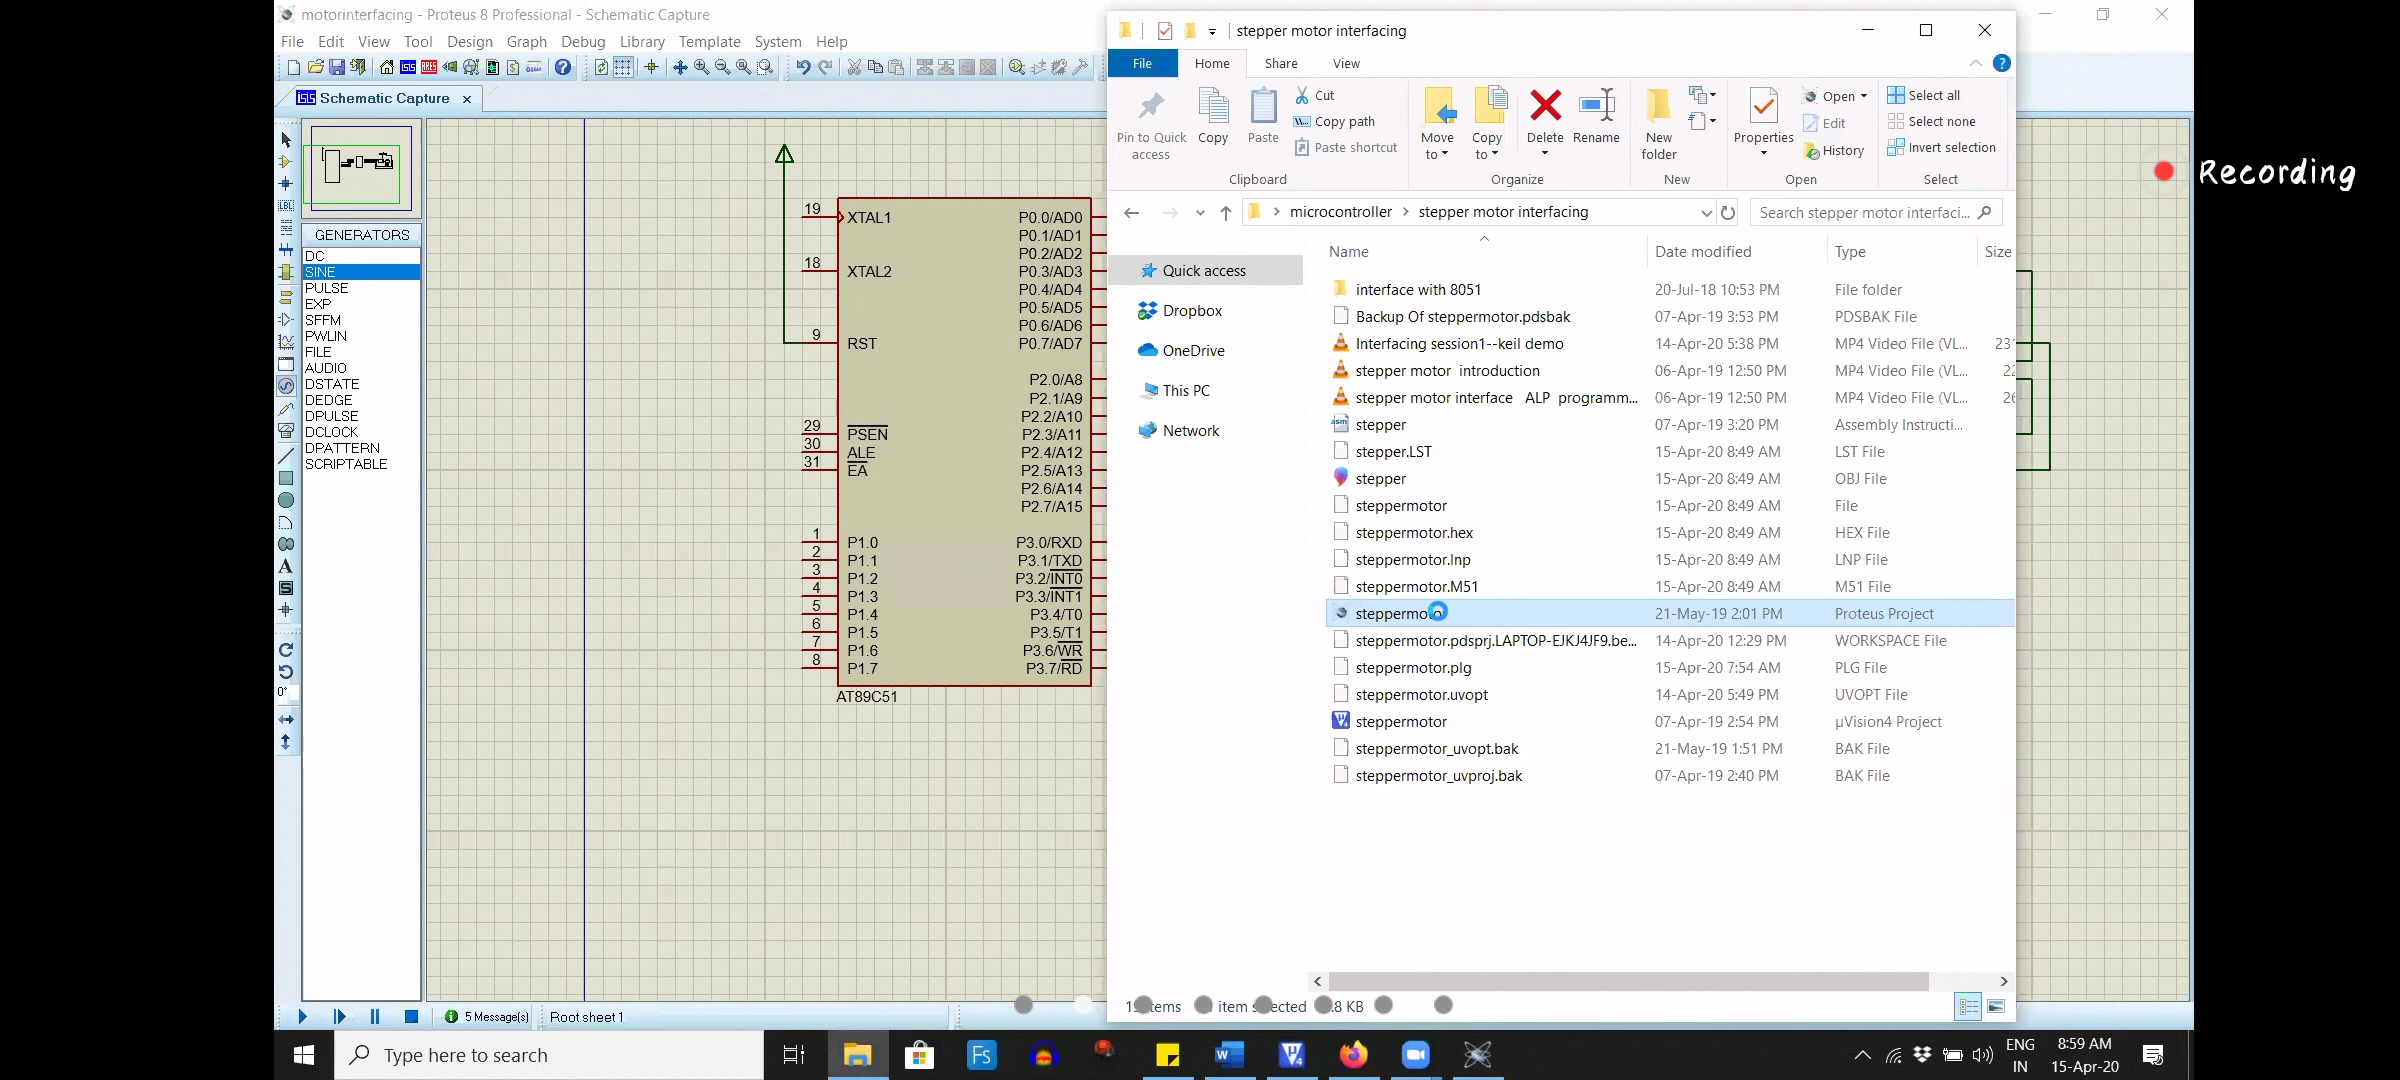 motorinterfacing - Proteus 8 Professional - Schematic Capture
File Edit View Tool Design Graph Debug Library Template System Help
Schematic Capture
GENERATORS
DC
SINE
PULSE
EXP
SFFM
PWLIN
FILE
AUDIO
DSTATE
DEDGE
DPULSE
DCLOCK
DPATTERN
SCRIPTABLE
0°
19 XTAL1
18 XTAL2
9 RST
29 PSEN
30 ALE
31 EA
1 P1.0
2 P1.1
3 P1.2
4 P1.3
5 P1.4
6 P1.5
7 P1.6
8 P1.7
P0.0/AD0
P0.1/AD1
P0.2/AD2
P0.3/AD3
P0.4/AD4
P0.5/AD5
P0.6/AD6
P0.7/AD7
P2.0/A8
P2.1/A9
P2.2/A10
P2.3/A11
P2.4/A12
P2.5/A13
P2.6/A14
P2.7/A15
P3.0/RXD
P3.1/TXD
P3.2/INT0
P3.3/INT1
P3.4/T0
P3.5/T1
P3.6/WR
P3.7/RD
AT89C51
5 Message(s) Root sheet 1
stepper motor interfacing
File Home Share View
Pin to Quick access
Copy
Paste
Cut
Copy path
Paste shortcut
Clipboard
Move to
Copy to
Delete
Rename
Organize
New folder
New
Properties
Open
Edit
History
Open
Select all
Select none
Invert selection
Select
microcontroller > stepper motor interfacing
Search stepper motor interfaci...
Quick access
Dropbox
OneDrive
This PC
Network
Name Date modified Type Size
interface with 8051 20-Jul-18 10:53 PM File folder
Backup Of steppermotor.pdsbak 07-Apr-19 3:53 PM PDSBAK File
Interfacing session1--keil demo 14-Apr-20 5:38 PM MP4 Video File (VL...
stepper motor introduction 06-Apr-19 12:50 PM MP4 Video File (VL...
stepper motor interface ALP programm... 06-Apr-19 12:50 PM MP4 Video File (VL...
stepper 07-Apr-19 3:20 PM Assembly Instructi...
stepper.LST 15-Apr-20 8:49 AM LST File
stepper 15-Apr-20 8:49 AM OBJ File
steppermotor 15-Apr-20 8:49 AM File
steppermotor.hex 15-Apr-20 8:49 AM HEX File
steppermotor.lnp 15-Apr-20 8:49 AM LNP File
steppermotor.M51 15-Apr-20 8:49 AM M51 File
21-May-19 2:01 PM Proteus Project
steppermotor.pdsprj.LAPTOP-EJKJ4JF9.be... 14-Apr-20 12:29 PM WORKSPACE File
steppermotor.plg 15-Apr-20 7:54 AM PLG File
steppermotor.uvopt 14-Apr-20 5:49 PM UVOPT File
steppermotor 07-Apr-19 2:54 PM µVision4 Project
steppermotor_uvopt.bak 21-May-19 1:51 PM BAK File
steppermotor_uvproj.bak 07-Apr-19 2:40 PM BAK File
item KB
Recording
Type here to search
ENG
IN
8:59 AM
15-Apr-20